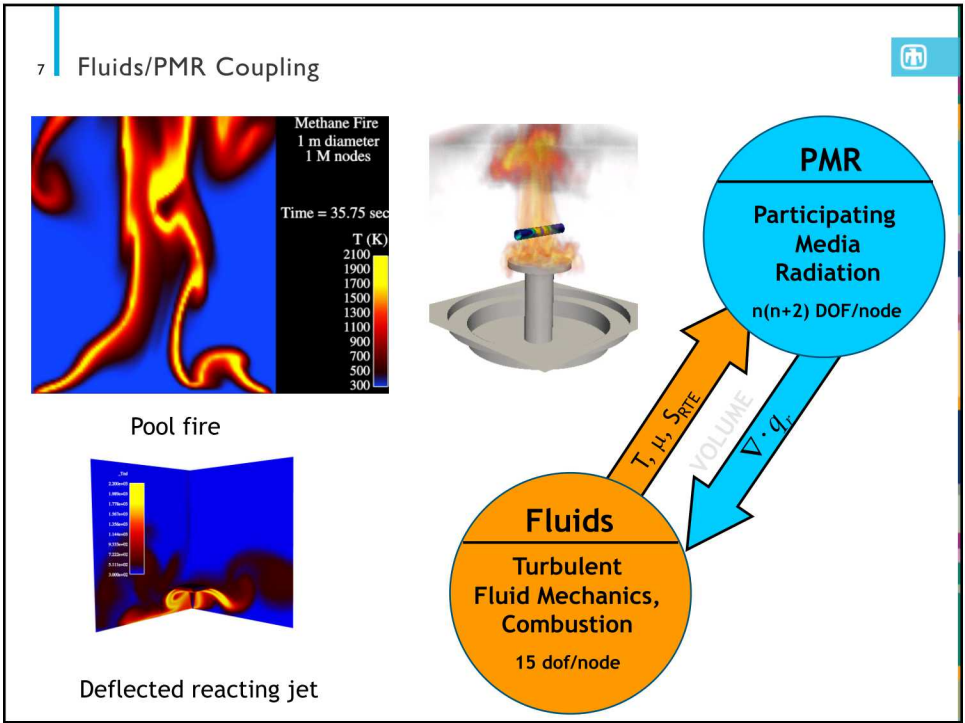 7 Fluids/PMR Coupling
Methane Fire
1 m diameter
1 M nodes
Time = 35.75 sec
T (K)
2100
1900
1700
1500
1300
1100
900
700
500
300
Pool fire
Deflected reacting jet
PMR
Participating
Media
Radiation
n(n+2) DOF/node
T, μ, S_RTE
VOLUME
∇ · q_r
Fluids
Turbulent
Fluid Mechanics,
Combustion
15 dof/node